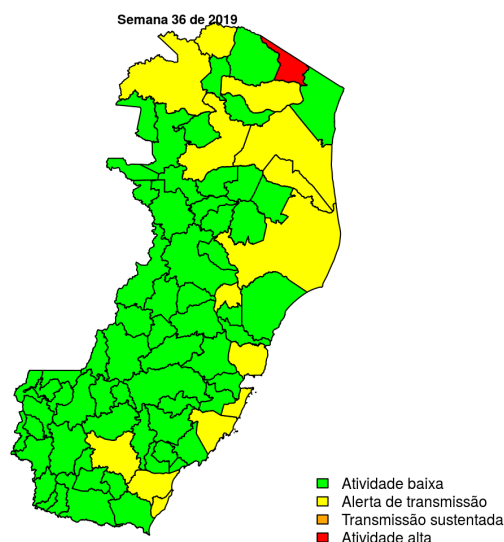 Semana 36 de 2019
Atividade baixa
Alerta de transmissão
Transmissão sustentada
Atividade alta